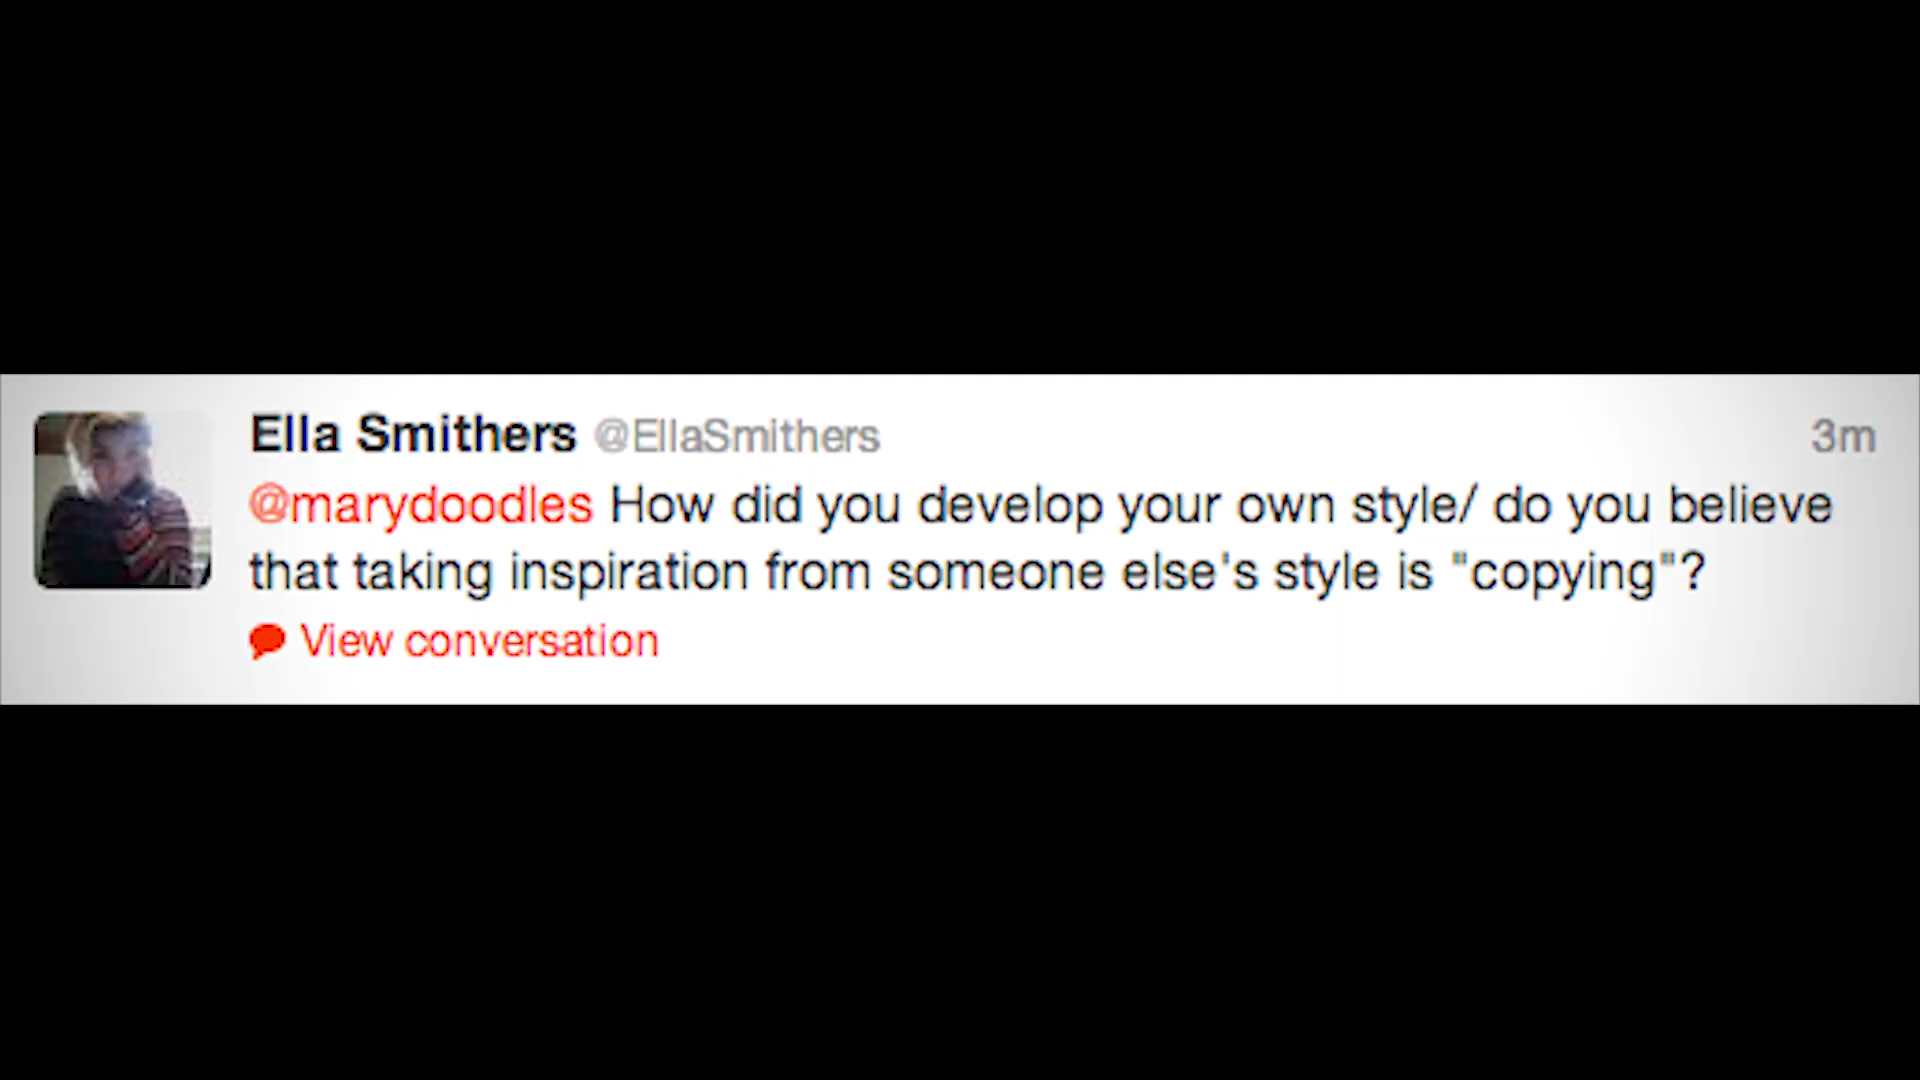 Ella Smithers @EllaSmithers 3m
@marydoodles How did you develop your own style/ do you believe
that taking inspiration from someone else's style is "copying"?
View conversation